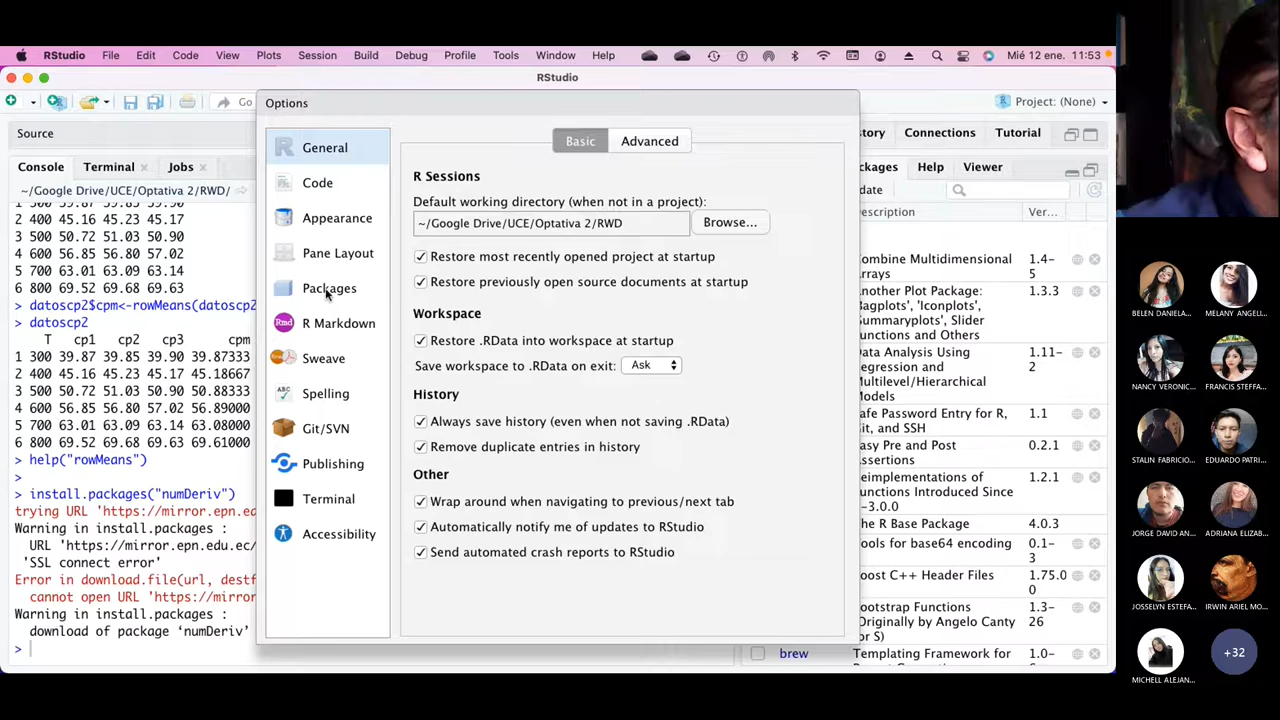 RStudio File Edit Code View Plots Session Build Debug Profile Tools Window Help Mié 12 ene. 11:53
RStudio
Go
Project: (None)
Source
Console Terminal Jobs
~/Google Drive/UCE/Optativa 2/RWD/
2 400 45.16 45.23 45.17
3 500 50.72 51.03 50.90
4 600 56.85 56.80 57.02
5 700 63.01 63.09 63.14
6 800 69.52 69.68 69.63
> datoscp2$cpm<-rowMeans(datoscp2
> datoscp2
T cp1 cp2 cp3 cpm
1 300 39.87 39.85 39.90 39.87333
2 400 45.16 45.23 45.17 45.18667
3 500 50.72 51.03 50.90 50.88333
4 600 56.85 56.80 57.02 56.89000
5 700 63.01 63.09 63.14 63.08000
6 800 69.52 69.68 69.63 69.61000
> help("rowMeans")
>
> install.packages("numDeriv")
trying URL 'https://mirror.epn.ed
Warning in install.packages :
URL 'https://mirror.epn.edu.ec/
'SSL connect error'
Error in download.file(url, destf
cannot open URL 'https://mirror
Warning in install.packages :
download of package ‘numDeriv’
>
Options
General
Code
Appearance
Pane Layout
Packages
R Markdown
Sweave
Spelling
Git/SVN
Publishing
Terminal
Accessibility
Basic Advanced
R Sessions
Default working directory (when not in a project):
~/Google Drive/UCE/Optativa 2/RWD Browse...
Restore most recently opened project at startup
Restore previously open source documents at startup
Workspace
Restore .RData into workspace at startup
Save workspace to .RData on exit: Ask
History
Always save history (even when not saving .RData)
Remove duplicate entries in history
Other
Wrap around when navigating to previous/next tab
Automatically notify me of updates to RStudio
Send automated crash reports to RStudio
story Connections Tutorial
ckages Help Viewer
date
escription Ver...
ombine Multidimensional 1.4-
Arrays 5
nother Plot Package: 1.3.3
Bagplots', 'Iconplots',
Summaryplots', Slider
unctions and Others
Data Analysis Using 1.11-
egression and 2
Multilevel/Hierarchical
Models
afe Password Entry for R, 1.1
it, and SSH
asy Pre and Post 0.2.1
ssertions
eimplementations of 1.2.1
unctions Introduced Since
-3.0.0
he R Base Package 4.0.3
ools for base64 encoding 0.1-
3
oost C++ Header Files 1.75.0
0
ootstrap Functions 1.3-
Originally by Angelo Canty 26
or S)
brew Templating Framework for 1.0-
BELEN DANIELA... MELANY ANGELI...
NANCY VERONIC... FRANCIS STEFFA...
STALIN FABRICIO... EDUARDO PATRI...
JORGE DAVID AN... ADRIANA ELIZAB...
JOSSELYN ESTEFA... IRWIN ARIEL MO...
+32
MICHELL ALEJAN...